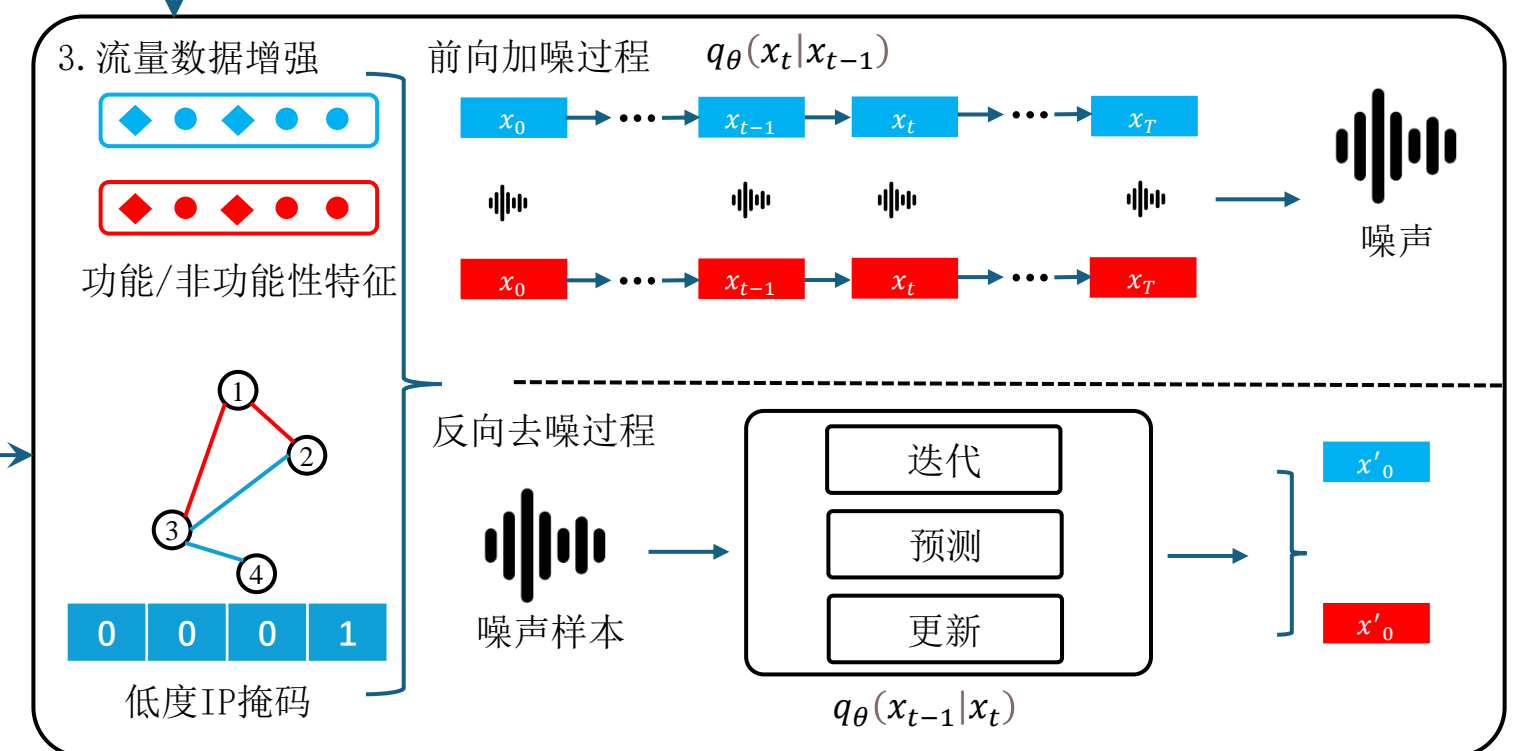 3.流量数据增强
前向加噪过程 qθ(xt|xt−1)
x0 ··· xt−1 xt ··· xT
噪声
x0 ··· xt−1 xt ··· xT
功能/非功能性特征
1
2
3
4
0 0 0 1
低度IP掩码
反向去噪过程
噪声样本
迭代
预测
更新
qθ(xt−1|xt)
x′0
x′0